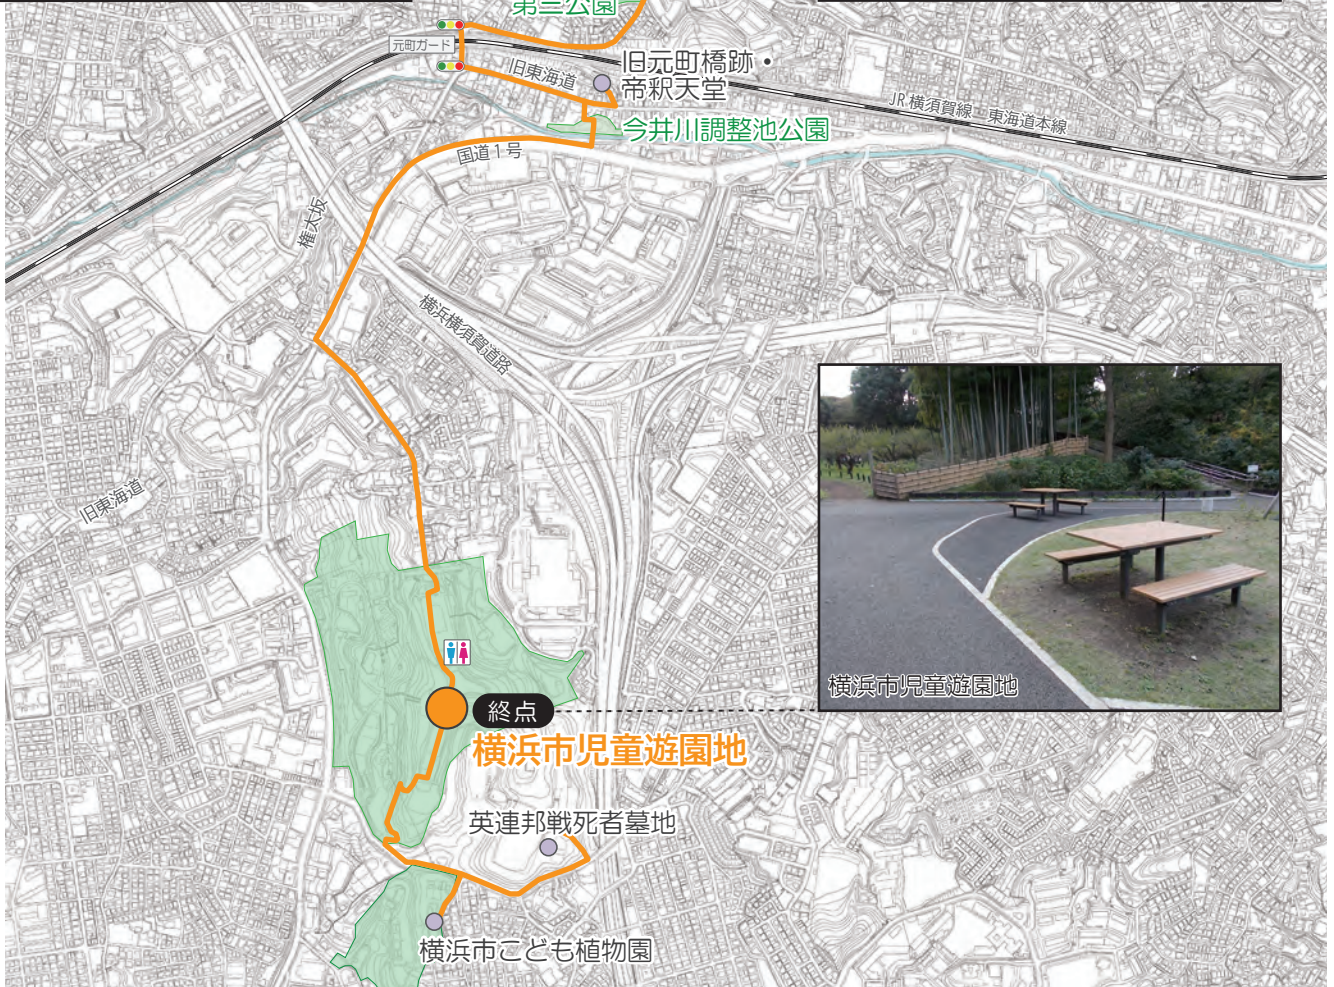 第三公園
元町ガード
旧東海道
旧元町橋跡・
帝釈天堂
JR 横須賀線 東海道本線
今井川調整池公園
国道1号
権太坂
横浜横須賀道路
旧東海道
終点
横浜市児童遊園地
横浜市児童遊園地
英連邦戦死者墓地
横浜市こども植物園